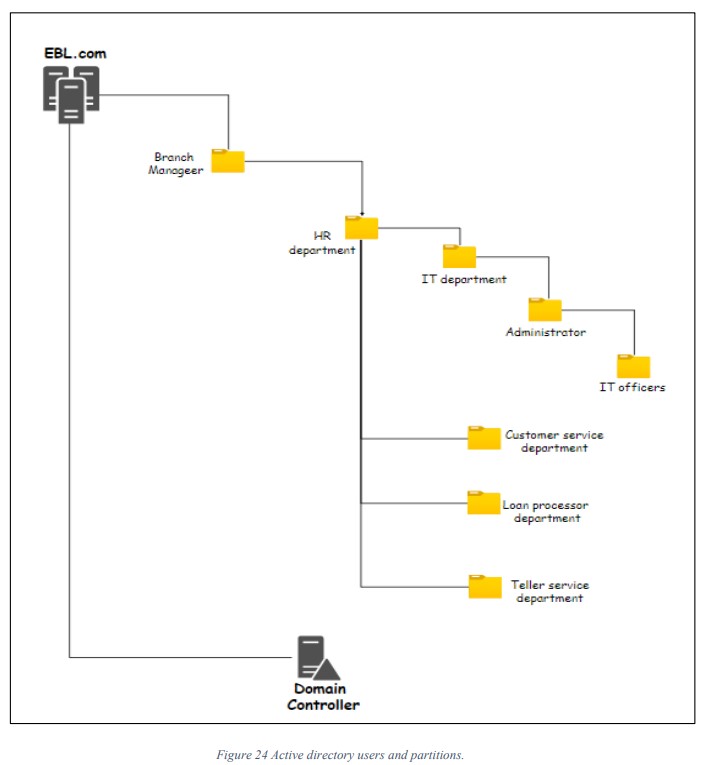 EBL.com
Branch
Manageer
HR
department
IT department
Administrator
IT officers
Customer service
department
Loan processor
department
Teller service
department
Domain
Controller
Figure 24 Active directory users and partitions.